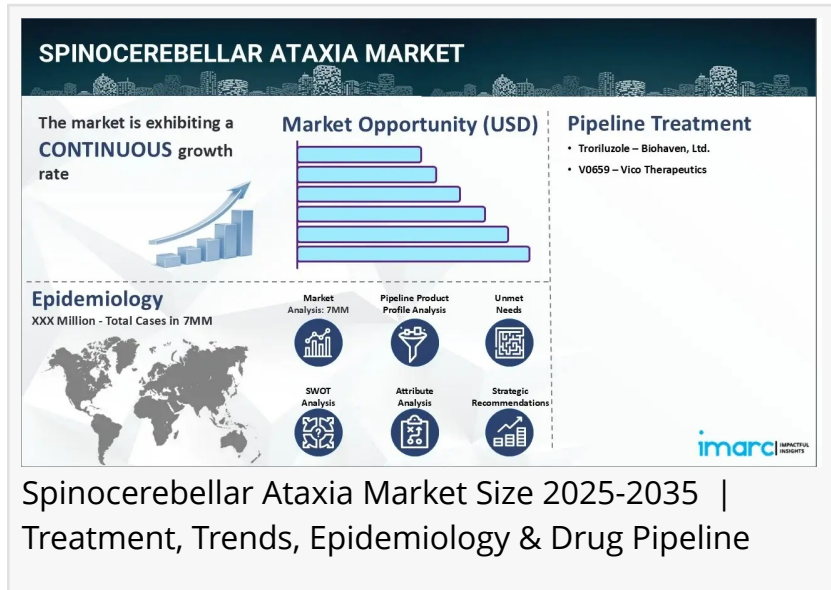 SPINOCEREBELLAR ATAXIA MARKET
The market is exhibiting a
CONTINUOUS growth
rate
Market Opportunity (USD)
Pipeline Treatment
• Troriluzole – Biohaven, Ltd.
• V0659 – Vico Therapeutics
Epidemiology
XXX Million - Total Cases in 7MM
Market
Analysis: 7MM
Pipeline Product
Profile Analysis
Unmet
Needs
SWOT
Analysis
Attribute
Analysis
Strategic
Recommendations
imarc
IMPACTFUL
INSIGHTS
Spinocerebellar Ataxia Market Size 2025-2035 |
Treatment, Trends, Epidemiology & Drug Pipeline